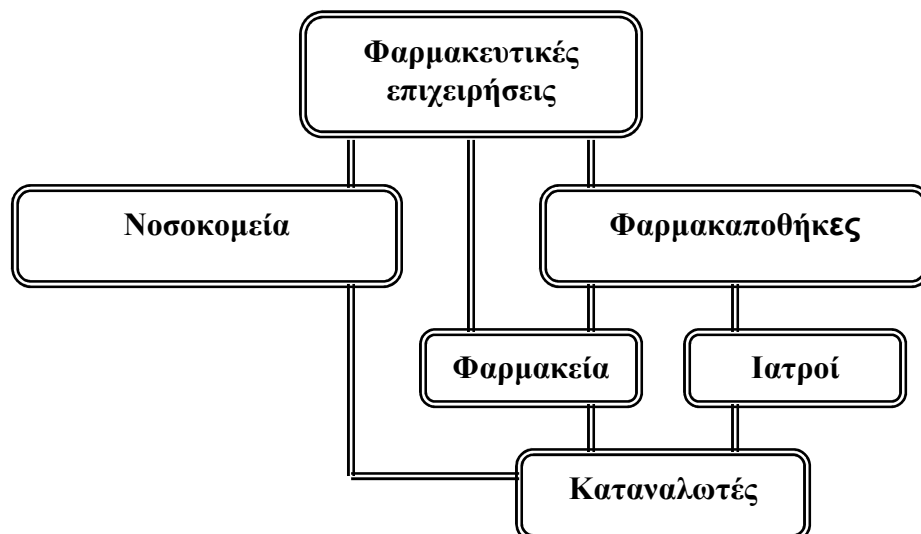 Φαρμακευτικές
επιχειρήσεις
Νοσοκομεία
Φαρμακαποθήκες
Φαρμακεία
Ιατροί
Καταναλωτές